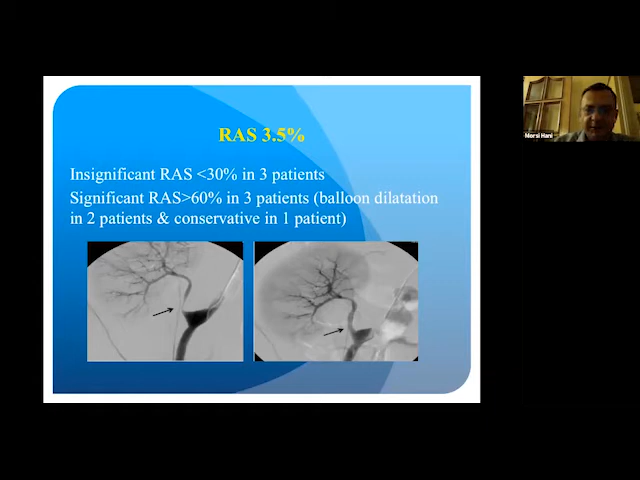 RAS 3.5%
Insignificant RAS <30% in 3 patients
Significant RAS>60% in 3 patients (balloon dilatation
in 2 patients & conservative in 1 patient)
Morsi Hani